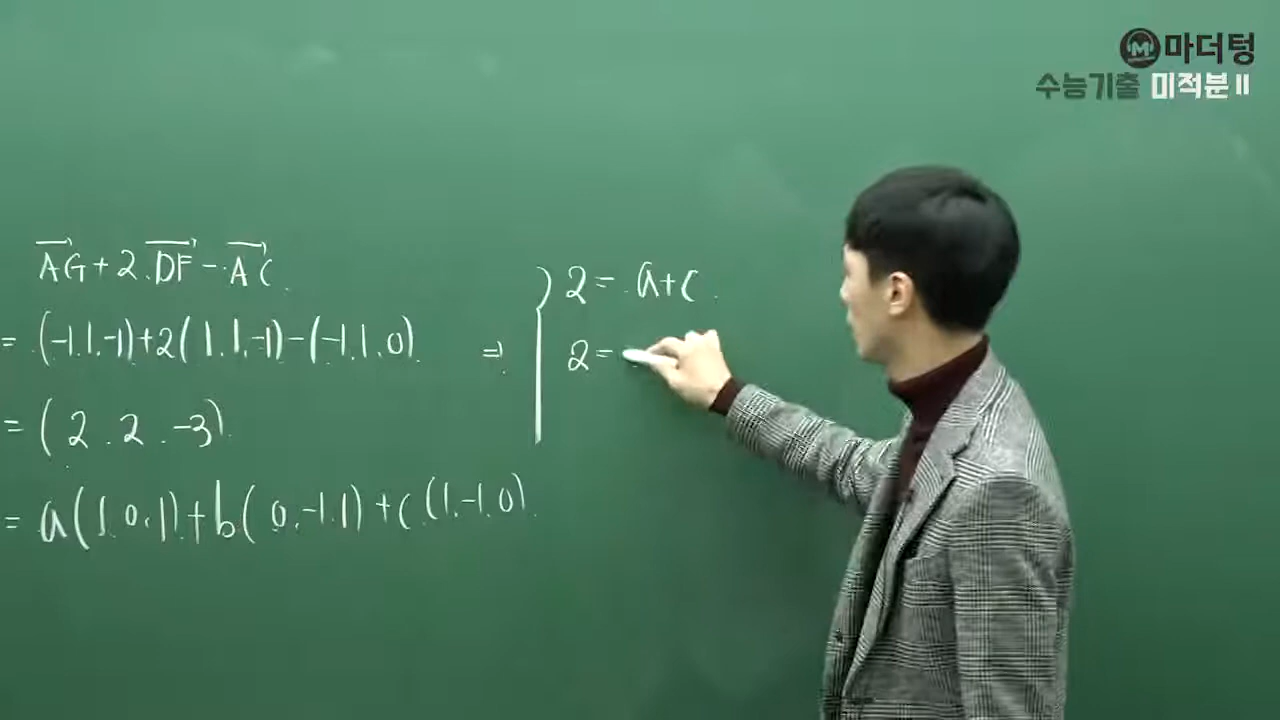 마더텅
수능기출 미적분 II
AG + 2.DF - AC.
= (-1.1.-1)+2(1.1.-1)-(-1.1.0)
= (2.2.-3)
= a(1.0.1)+b(0.-1.1)+c(1.-1.0)
⇒ { 2 = a+c
2 =